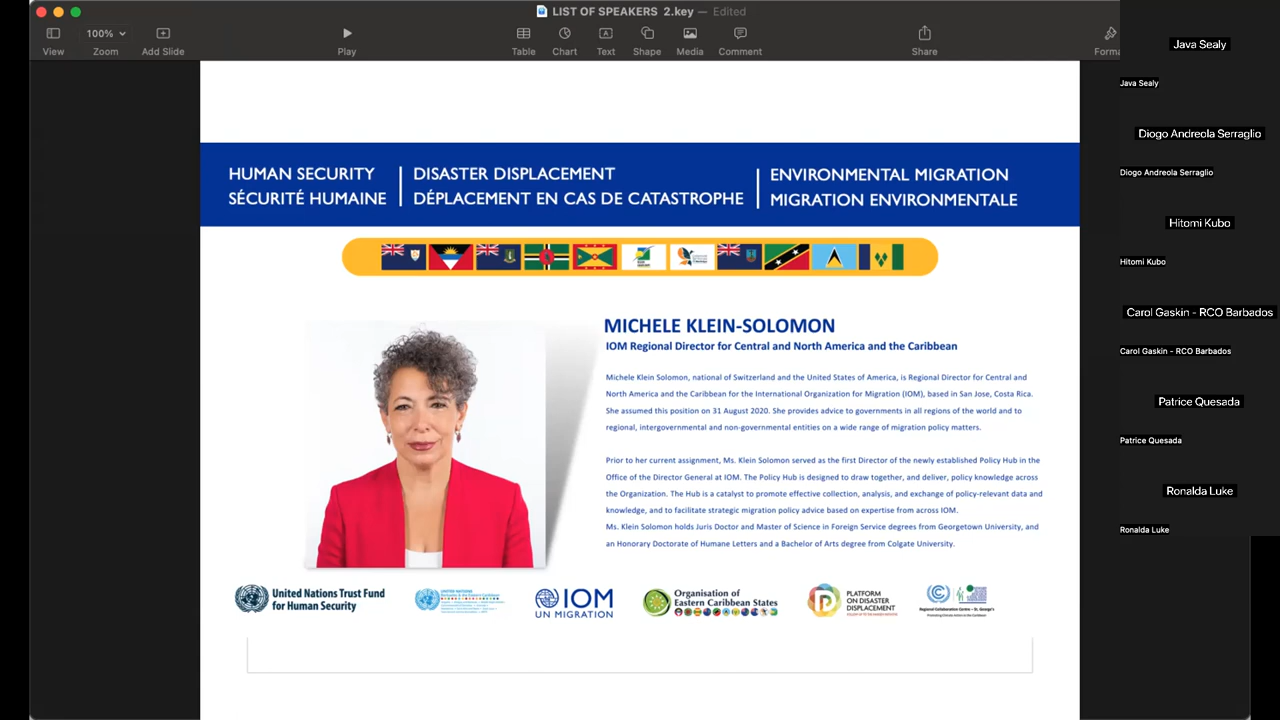 LIST OF SPEAKERS 2.key — Edited
View
100%
Zoom
Add Slide
Play
Table
Chart
Text
Shape
Media
Comment
Share
Forma
HUMAN SECURITY
SÉCURITÉ HUMAINE
DISASTER DISPLACEMENT
DÉPLACEMENT EN CAS DE CATASTROPHE
ENVIRONMENTAL MIGRATION
MIGRATION ENVIRONMENTALE
MICHELE KLEIN-SOLOMON
IOM Regional Director for Central and North America and the Caribbean
Michele Klein Solomon, national of Switzerland and the United States of America, is Regional Director for Central and
North America and the Caribbean for the International Organization for Migration (IOM), based in San Jose, Costa Rica.
She assumed this position on 31 August 2020. She provides advice to governments in all regions of the world and to
regional, intergovernmental and non-governmental entities on a wide range of migration policy matters.
Prior to her current assignment, Ms. Klein Solomon served as the first Director of the newly established Policy Hub in the
Office of the Director General at IOM. The Policy Hub is designed to draw together, and deliver, policy knowledge across
the Organization. The Hub is a catalyst to promote effective collection, analysis, and exchange of policy-relevant data and
knowledge, and to facilitate strategic migration policy advice based on expertise from across IOM.
Ms. Klein Solomon holds Juris Doctor and Master of Science in Foreign Service degrees from Georgetown University, and
an Honorary Doctorate of Humane Letters and a Bachelor of Arts degree from Colgate University.
United Nations Trust Fund
for Human Security
UNITED NATIONS
IOM
UN MIGRATION
Organisation of
Eastern Caribbean States
PLATFORM
ON DISASTER
DISPLACEMENT
Regional Collaboration Centre – St. George's
Java Sealy
Java Sealy
Diogo Andreola Serraglio
Diogo Andreola Serraglio
Hitomi Kubo
Hitomi Kubo
Carol Gaskin - RCO Barbados
Carol Gaskin - RCO Barbados
Patrice Quesada
Patrice Quesada
Ronalda Luke
Ronalda Luke